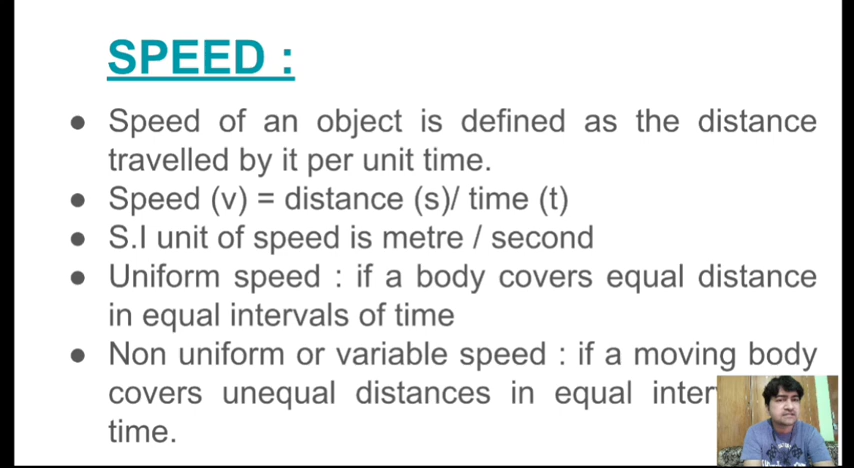 SPEED :
● Speed of an object is defined as the distance
travelled by it per unit time.
● Speed (v) = distance (s)/ time (t)
● S.I unit of speed is metre / second
● Uniform speed : if a body covers equal distance
in equal intervals of time
● Non uniform or variable speed : if a moving body
covers unequal distances in equal
time.